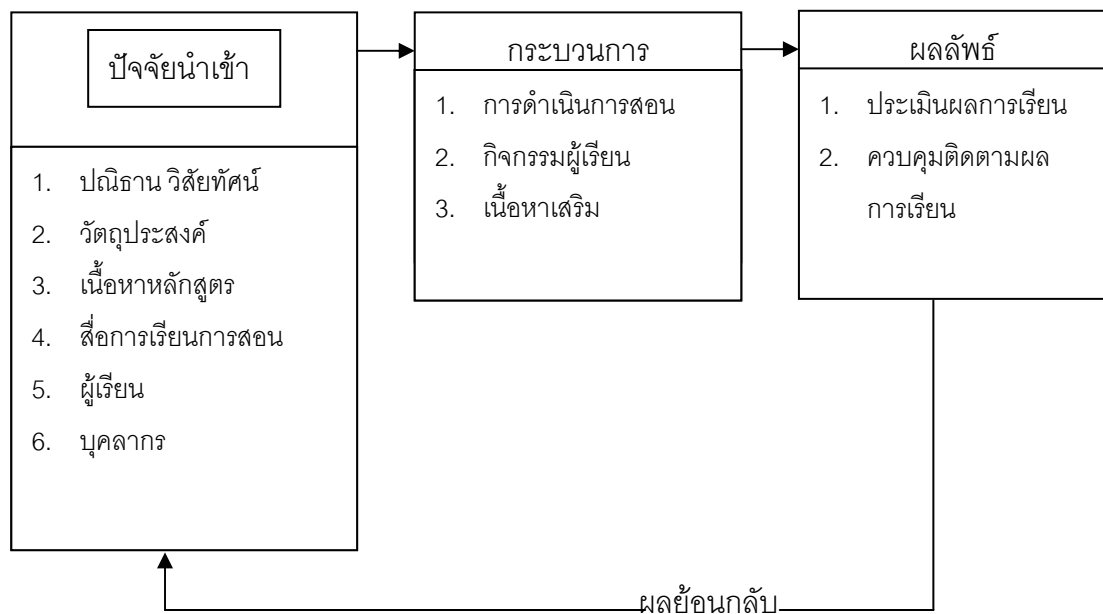 ปัจจัยนำเข้า
1. ปณิธาน วิสัยทัศน์
2. วัตถุประสงค์
3. เนื้อหาหลักสูตร
4. สื่อการเรียนการสอน
5. ผู้เรียน
6. บุคลากร
กระบวนการ
1. การดำเนินการสอน
2. กิจกรรมผู้เรียน
3. เนื้อหาเสริม
ผลลัพธ์
1. ประเมินผลการเรียน
2. ควบคุมติดตามผล
การเรียน
ผลย้อนกลับ